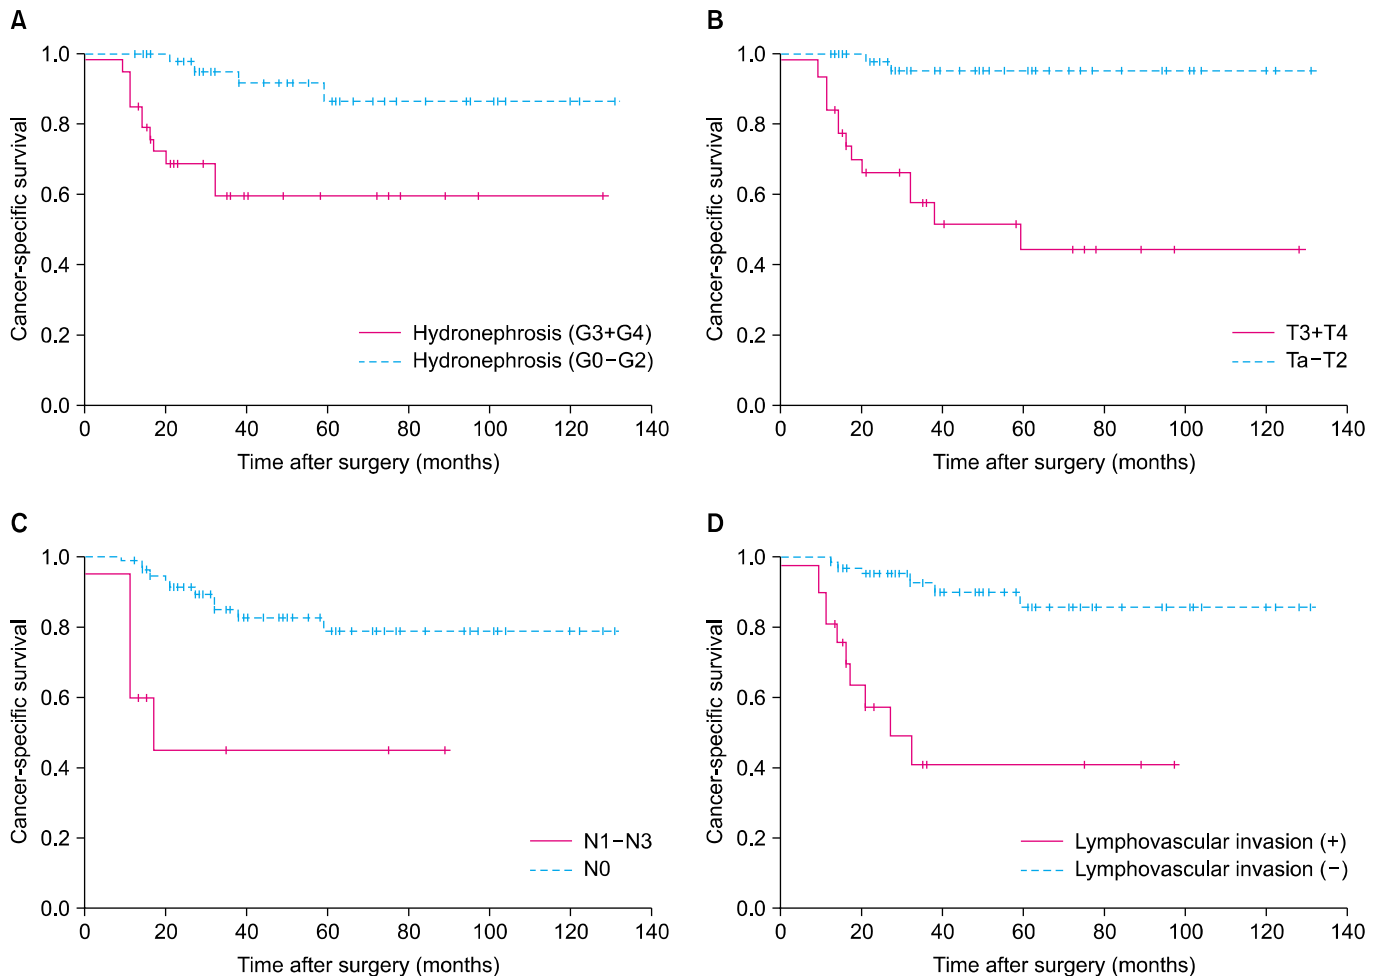 A
Cancer-specific survival
1.0
0.8
0.6
0.4
0.2
0.0
Hydronephrosis (G3+G4)
Hydronephrosis (G0−G2)
0 20 40 60 80 100 120 140
Time after surgery (months)
B
Cancer-specific survival
1.0
0.8
0.6
0.4
0.2
0.0
T3+T4
Ta−T2
0 20 40 60 80 100 120 140
Time after surgery (months)
C
Cancer-specific survival
1.0
0.8
0.6
0.4
0.2
0.0
N1−N3
N0
0 20 40 60 80 100 120 140
Time after surgery (months)
D
Cancer-specific survival
1.0
0.8
0.6
0.4
0.2
0.0
Lymphovascular invasion (+)
Lymphovascular invasion (−)
0 20 40 60 80 100 120 140
Time after surgery (months)